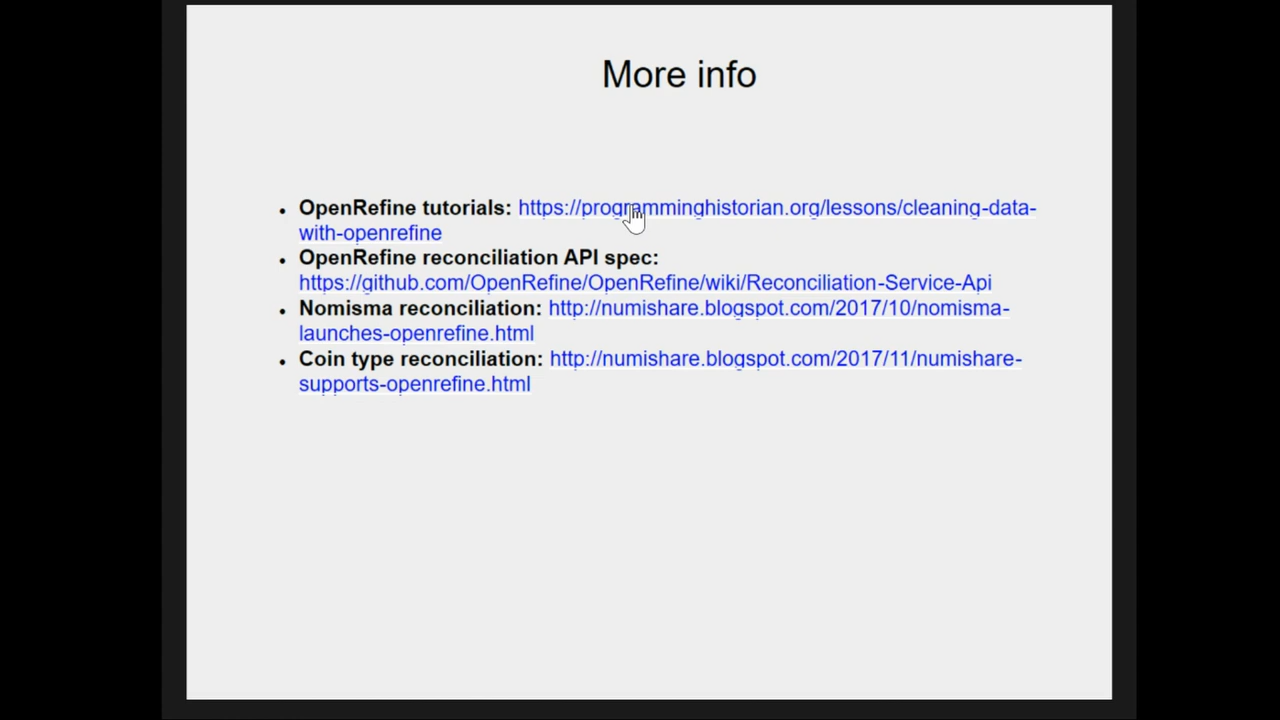 More info
• OpenRefine tutorials: https://programminghistorian.org/lessons/cleaning-data-
with-openrefine
• OpenRefine reconciliation API spec:
https://github.com/OpenRefine/OpenRefine/wiki/Reconciliation-Service-Api
• Nomisma reconciliation: http://numishare.blogspot.com/2017/10/nomisma-
launches-openrefine.html
• Coin type reconciliation: http://numishare.blogspot.com/2017/11/numishare-
supports-openrefine.html